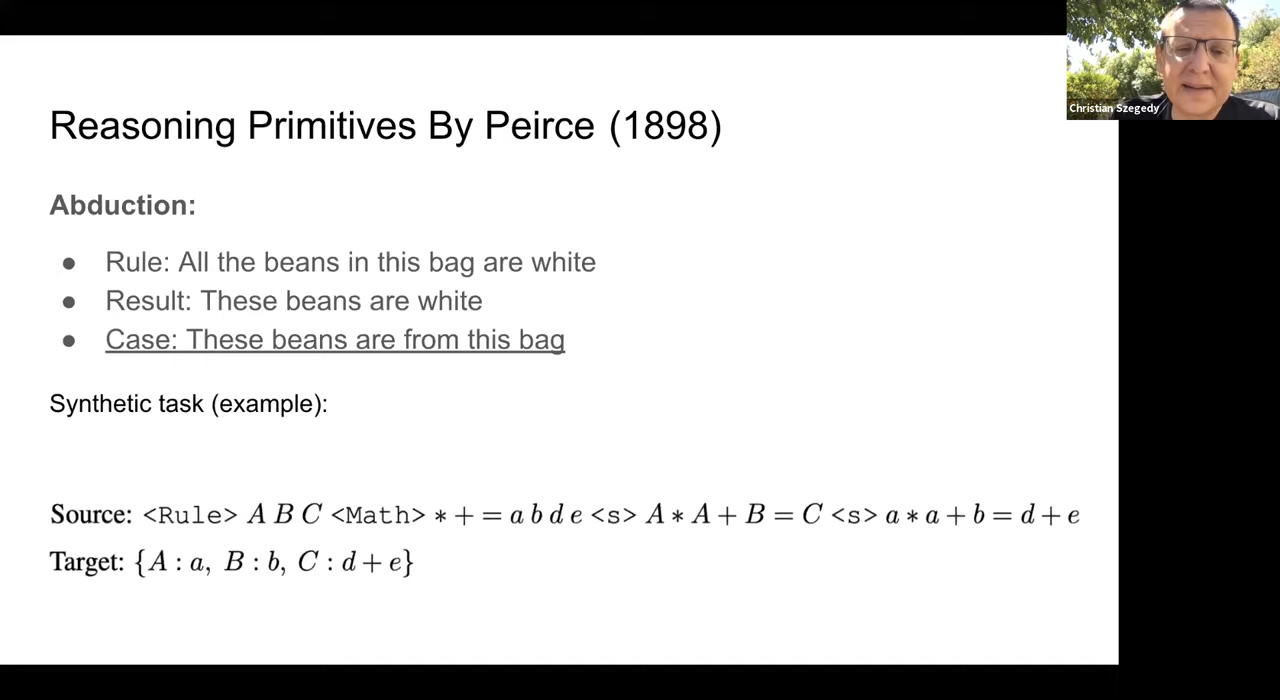 Christian Szegedy
Reasoning Primitives By Peirce (1898)
Abduction:
● Rule: All the beans in this bag are white
● Result: These beans are white
● Case: These beans are from this bag
Synthetic task (example):
Source: <Rule> A B C <Math> * + = a b d e <s> A * A + B = C <s> a * a + b = d + e
Target: {A : a, B : b, C : d + e}